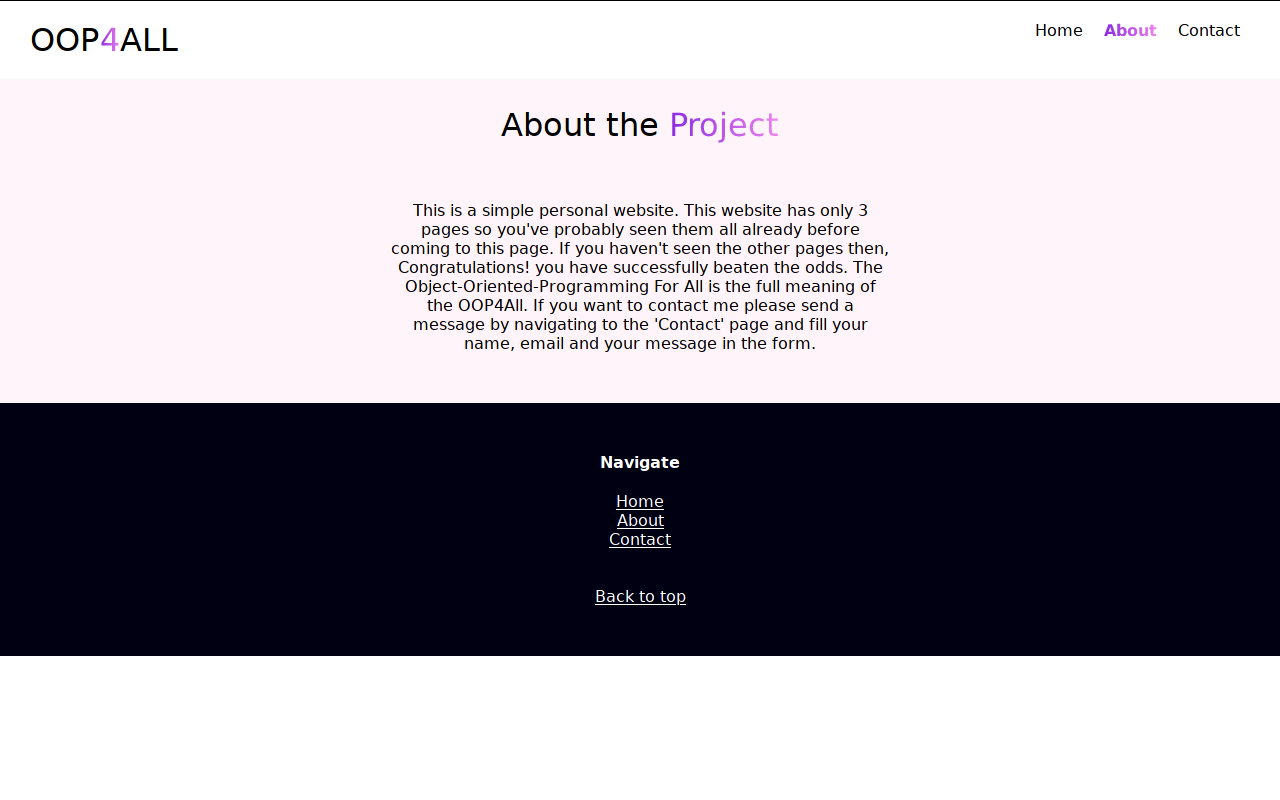 OOP4ALL
Home About Contact
About the Project
This is a simple personal website. This website has only 3
pages so you've probably seen them all already before
coming to this page. If you haven't seen the other pages then,
Congratulations! you have successfully beaten the odds. The
Object-Oriented-Programming For All is the full meaning of
the OOP4All. If you want to contact me please send a
message by navigating to the 'Contact' page and fill your
name, email and your message in the form.
Navigate
Home
About
Contact
Back to top